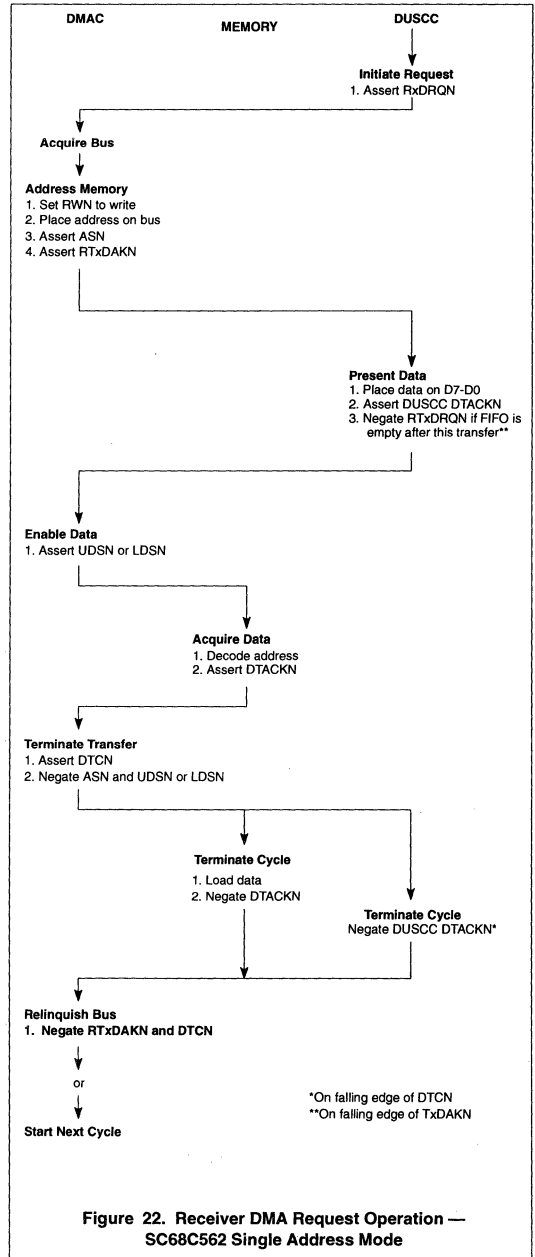 DMAC MEMORY DUSCC
Initiate Request
1. Assert RxDRQN
Acquire Bus
Address Memory
1. Set RWN to write
2. Place address on bus
3. Assert ASN
4. Assert RTxDAKN
Present Data
1. Place data on D7-D0
2. Assert DUSCC DTACKN
3. Negate RTxDRQN if FIFO is
empty after this transfer**
Enable Data
1. Assert UDSN or LDSN
Acquire Data
1. Decode address
2. Assert DTACKN
Terminate Transfer
1. Assert DTCN
2. Negate ASN and UDSN or LDSN
Terminate Cycle
1. Load data
2. Negate DTACKN
Terminate Cycle
Negate DUSCC DTACKN*
Relinquish Bus
1. Negate RTxDAKN and DTCN
or
Start Next Cycle
*On falling edge of DTCN
**On falling edge of TxDAKN
Figure 22. Receiver DMA Request Operation —
SC68C562 Single Address Mode